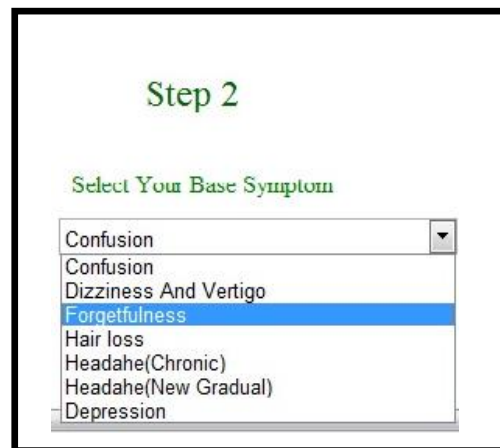 Step 2
Select Your Base Symptom
Confusion
Confusion
Dizziness And Vertigo
Forgetfulness
Hair loss
Headahe(Chronic)
Headahe(New Gradual)
Depression